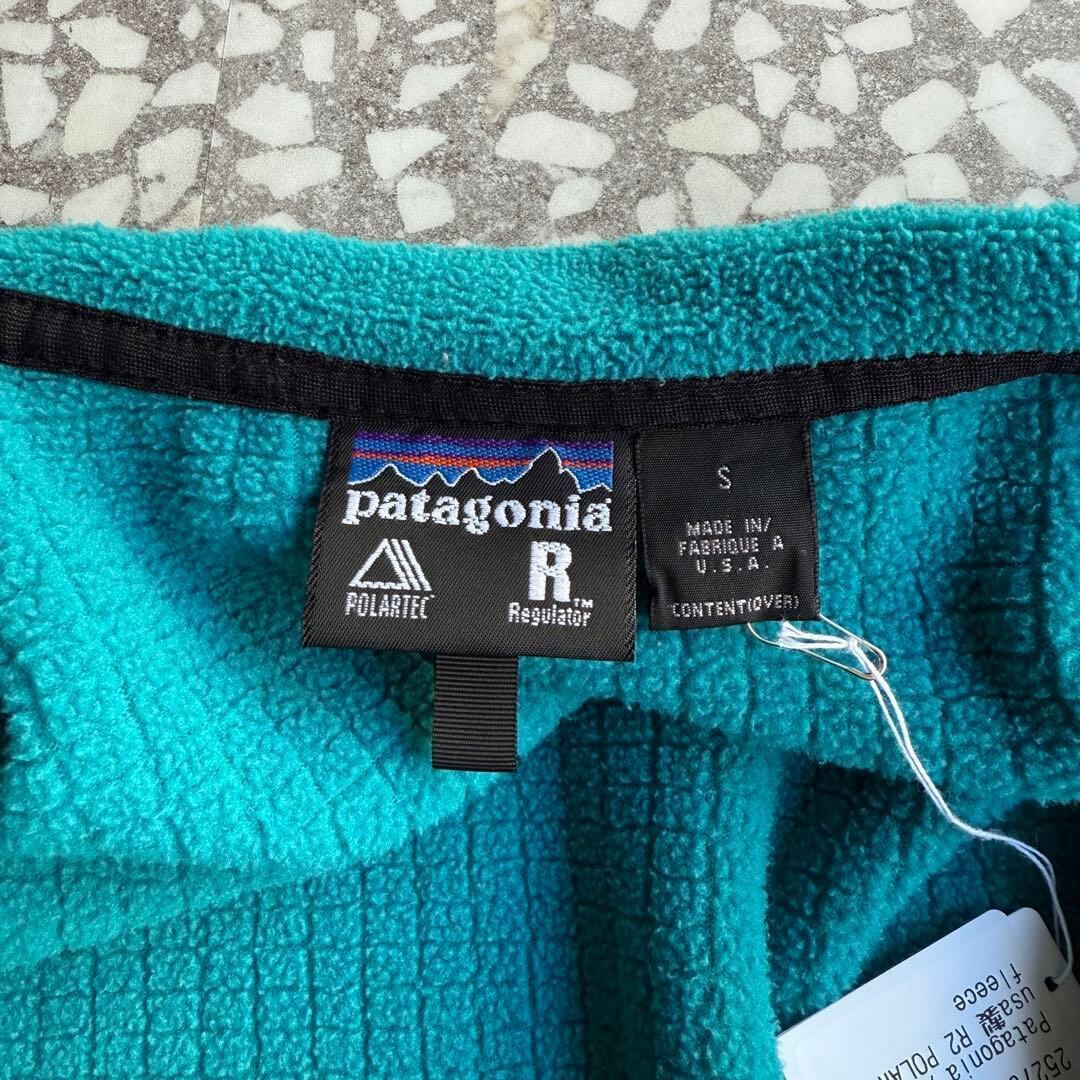 patagonia
POLARTEC
R
Regulator™
S
MADE IN/
FABRIQUE A
U.S.A.
CONTENT(OVER)
Patagonia
usa製 R2 POLAR
fleece